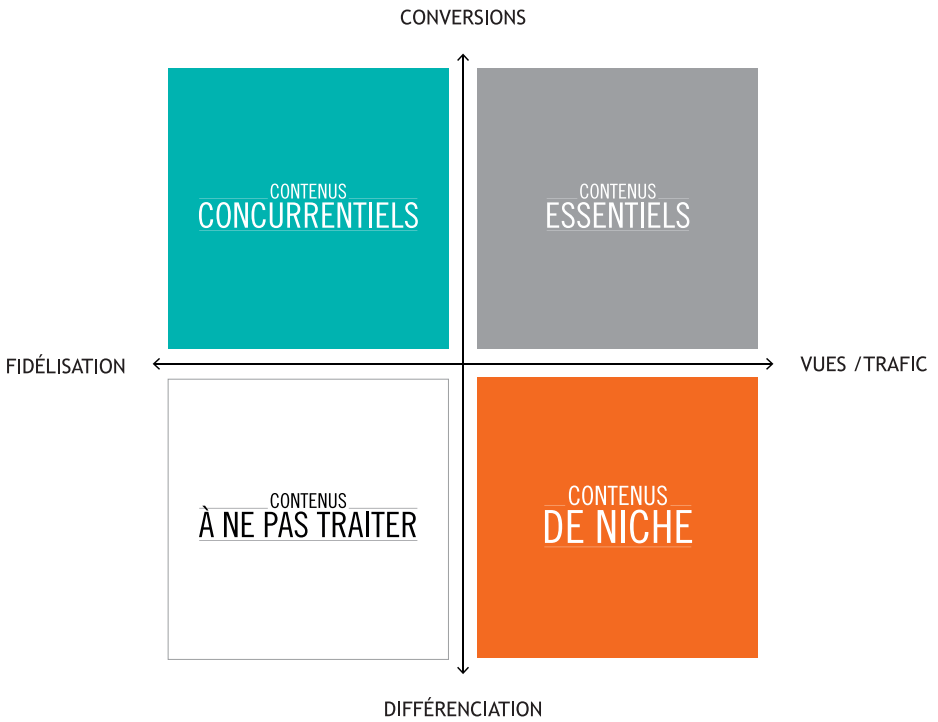 CONVERSIONS
CONTENUS
CONCURRENTIELS
CONTENUS
ESSENTIELS
FIDÉLISATION
VUES / TRAFIC
CONTENUS
À NE PAS TRAITER
CONTENUS
DE NICHE
DIFFÉRENCIATION